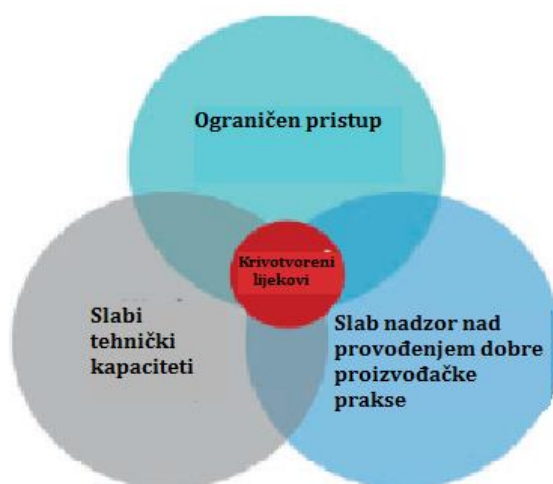 Ograničen pristup
Krivotvoreni
lijekovi
Slabi
tehnički
kapaciteti
Slab nadzor nad
provođenjem dobre
proizvođačke
prakse